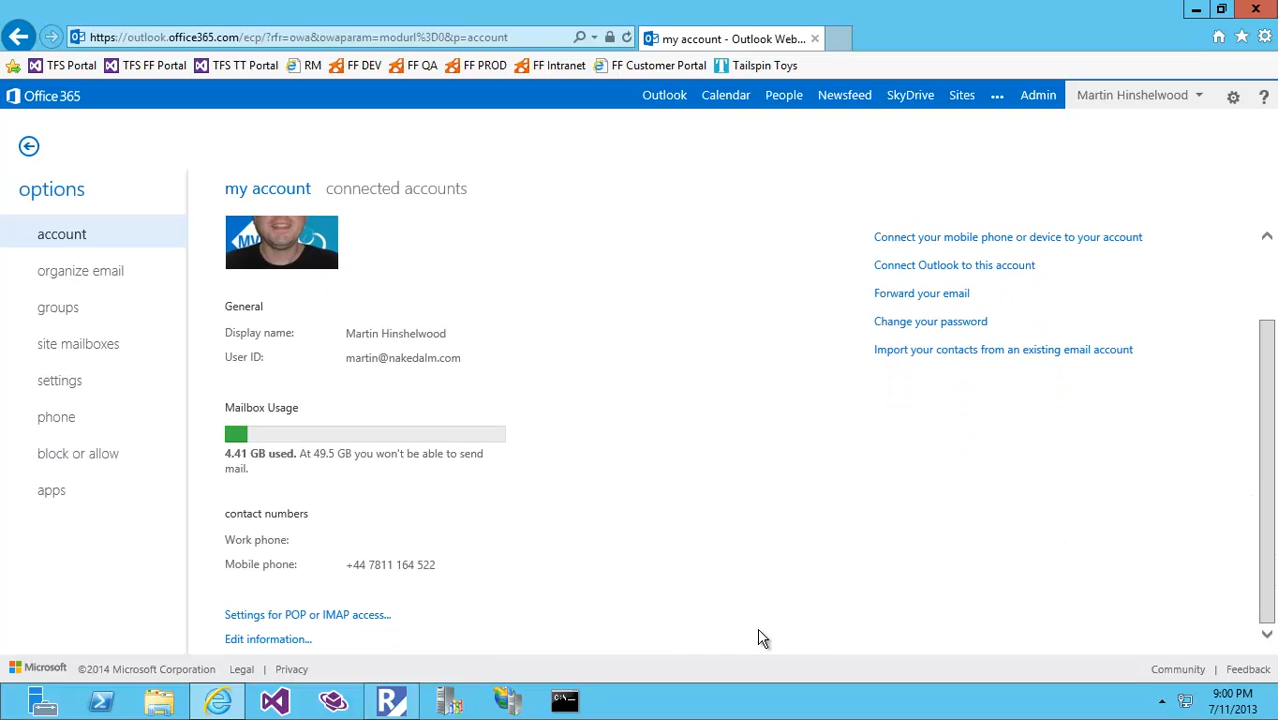 https://outlook.office365.com/ecp/?rfr=owa&owaparam=modurl%3D0&p=account
my account - Outlook Web...
TFS Portal TFS FF Portal TFS TT Portal RM FF DEV FF QA FF PROD FF Intranet FF Customer Portal Tailspin Toys
Office 365 Outlook Calendar People Newsfeed SkyDrive Sites ... Admin Martin Hinshelwood ?
options
account
organize email
groups
site mailboxes
settings
phone
block or allow
apps
my account connected accounts
MV
General
Display name: Martin Hinshelwood
User ID: martin@nakedalm.com
Mailbox Usage
4.41 GB used. At 49.5 GB you won't be able to send
mail.
contact numbers
Work phone:
Mobile phone: +44 7811 164 522
Settings for POP or IMAP access...
Edit information...
Connect your mobile phone or device to your account
Connect Outlook to this account
Forward your email
Change your password
Import your contacts from an existing email account
Microsoft ©2014 Microsoft Corporation Legal Privacy Community Feedback
9:00 PM
7/11/2013